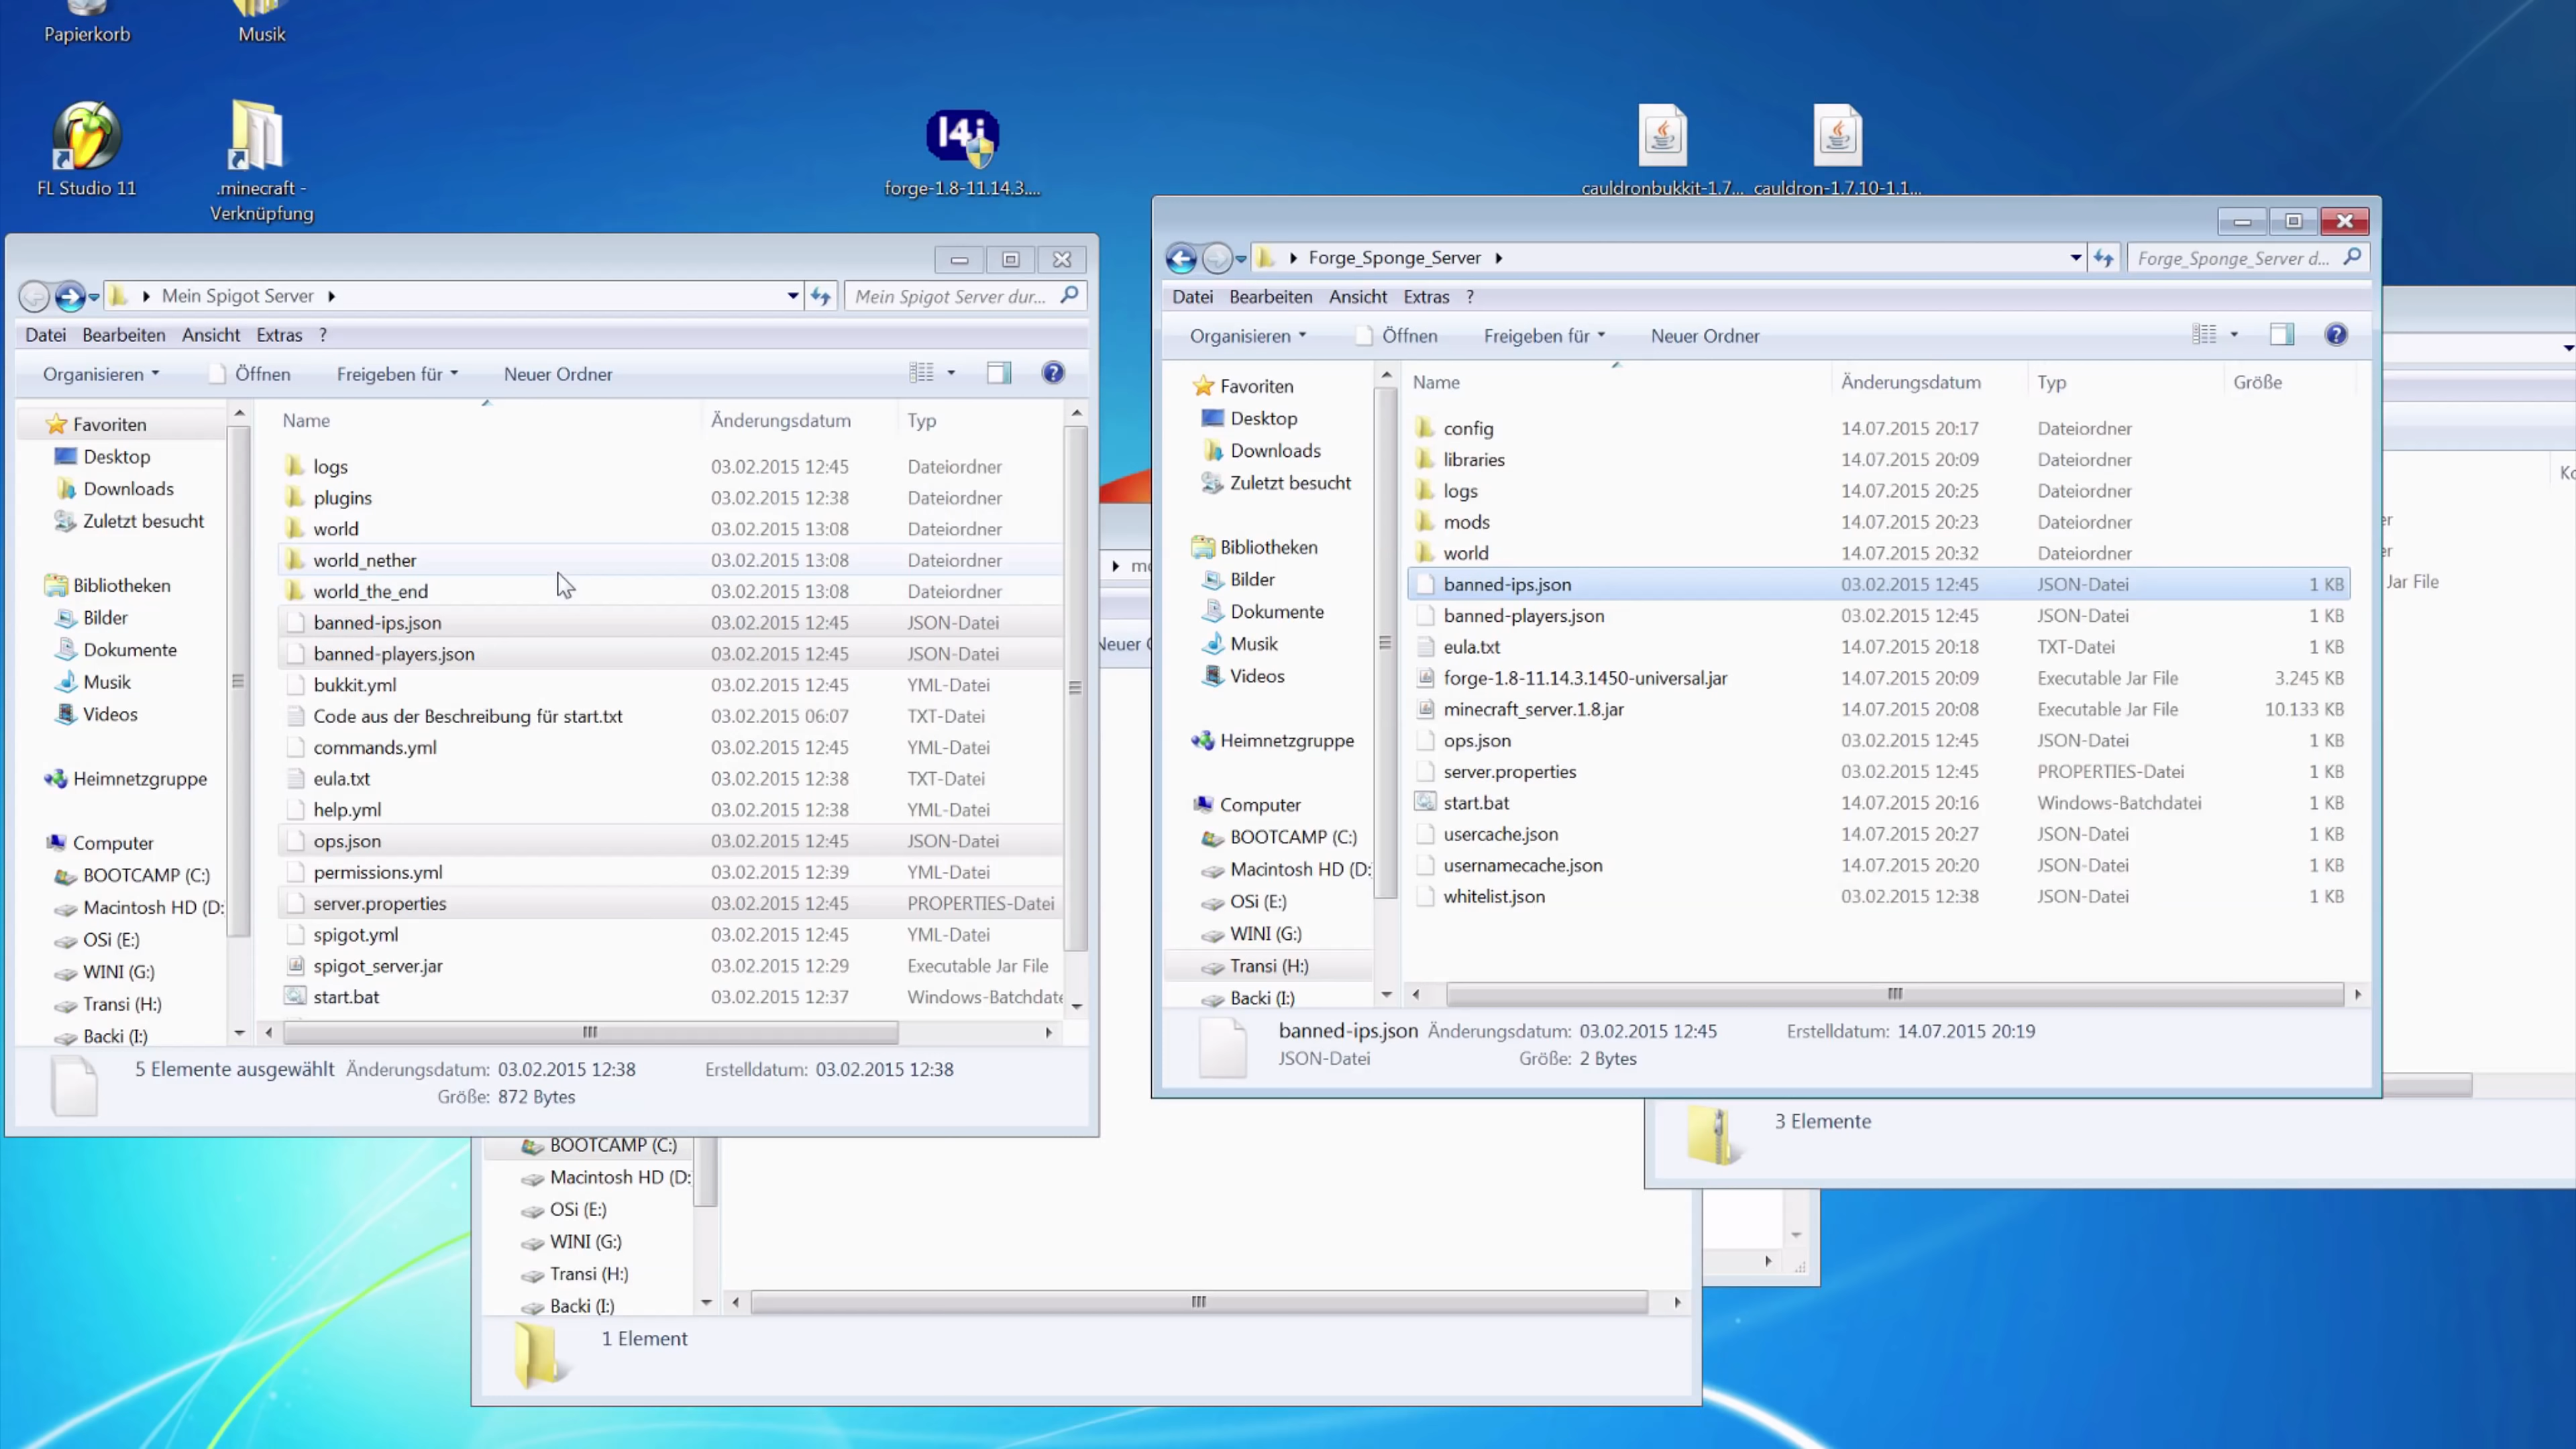 Papierkorb
Musik
FL Studio 11
.minecraft -
Verknüpfung
forge-1.8-11.14.3....
cauldronbukkit-1.7...
cauldron-1.7.10-1.1...
Mein Spigot Server
Mein Spigot Server dur...
Datei Bearbeiten Ansicht Extras ?
Organisieren Öffnen Freigeben für Neuer Ordner
Favoriten
Desktop
Downloads
Zuletzt besucht
Bibliotheken
Bilder
Dokumente
Musik
Videos
Heimnetzgruppe
Computer
BOOTCAMP (C:)
Macintosh HD (D:
OSi (E:)
WINI (G:)
Transi (H:)
Backi (I:)
Name Änderungsdatum Typ
logs 03.02.2015 12:45 Dateiordner
plugins 03.02.2015 12:38 Dateiordner
world 03.02.2015 13:08 Dateiordner
world_nether 03.02.2015 13:08 Dateiordner
world_the_end 03.02.2015 13:08 Dateiordner
banned-ips.json 03.02.2015 12:45 JSON-Datei
banned-players.json 03.02.2015 12:45 JSON-Datei
bukkit.yml 03.02.2015 12:45 YML-Datei
Code aus der Beschreibung für start.txt 03.02.2015 06:07 TXT-Datei
commands.yml 03.02.2015 12:45 YML-Datei
eula.txt 03.02.2015 12:38 TXT-Datei
help.yml 03.02.2015 12:38 YML-Datei
ops.json 03.02.2015 12:45 JSON-Datei
permissions.yml 03.02.2015 12:39 YML-Datei
server.properties 03.02.2015 12:45 PROPERTIES-Datei
spigot.yml 03.02.2015 12:45 YML-Datei
spigot_server.jar 03.02.2015 12:29 Executable Jar File
start.bat 03.02.2015 12:37 Windows-Batchdate
5 Elemente ausgewählt Änderungsdatum: 03.02.2015 12:38 Erstelldatum: 03.02.2015 12:38
Größe: 872 Bytes
Forge_Sponge_Server
Forge_Sponge_Server d...
Datei Bearbeiten Ansicht Extras ?
Organisieren Öffnen Freigeben für Neuer Ordner
Favoriten
Desktop
Downloads
Zuletzt besucht
Bibliotheken
Bilder
Dokumente
Musik
Videos
Heimnetzgruppe
Computer
BOOTCAMP (C:)
Macintosh HD (D:
OSi (E:)
WINI (G:)
Transi (H:)
Backi (I:)
Name Änderungsdatum Typ Größe
config 14.07.2015 20:17 Dateiordner
libraries 14.07.2015 20:09 Dateiordner
logs 14.07.2015 20:25 Dateiordner
mods 14.07.2015 20:23 Dateiordner
world 14.07.2015 20:32 Dateiordner
banned-ips.json 03.02.2015 12:45 JSON-Datei 1 KB
banned-players.json 03.02.2015 12:45 JSON-Datei 1 KB
eula.txt 14.07.2015 20:18 TXT-Datei 1 KB
forge-1.8-11.14.3.1450-universal.jar 14.07.2015 20:09 Executable Jar File 3.245 KB
minecraft_server.1.8.jar 14.07.2015 20:08 Executable Jar File 10.133 KB
ops.json 03.02.2015 12:45 JSON-Datei 1 KB
server.properties 03.02.2015 12:45 PROPERTIES-Datei 1 KB
start.bat 14.07.2015 20:16 Windows-Batchdatei 1 KB
usercache.json 14.07.2015 20:27 JSON-Datei 1 KB
usernamecache.json 14.07.2015 20:20 JSON-Datei 1 KB
whitelist.json 03.02.2015 12:38 JSON-Datei 1 KB
banned-ips.json Änderungsdatum: 03.02.2015 12:45 Erstelldatum: 14.07.2015 20:19
JSON-Datei Größe: 2 Bytes
Neuer
Jar File
3 Elemente
BOOTCAMP (C:)
Macintosh HD (D:
OSi (E:)
WINI (G:)
Transi (H:)
Backi (I:)
1 Element